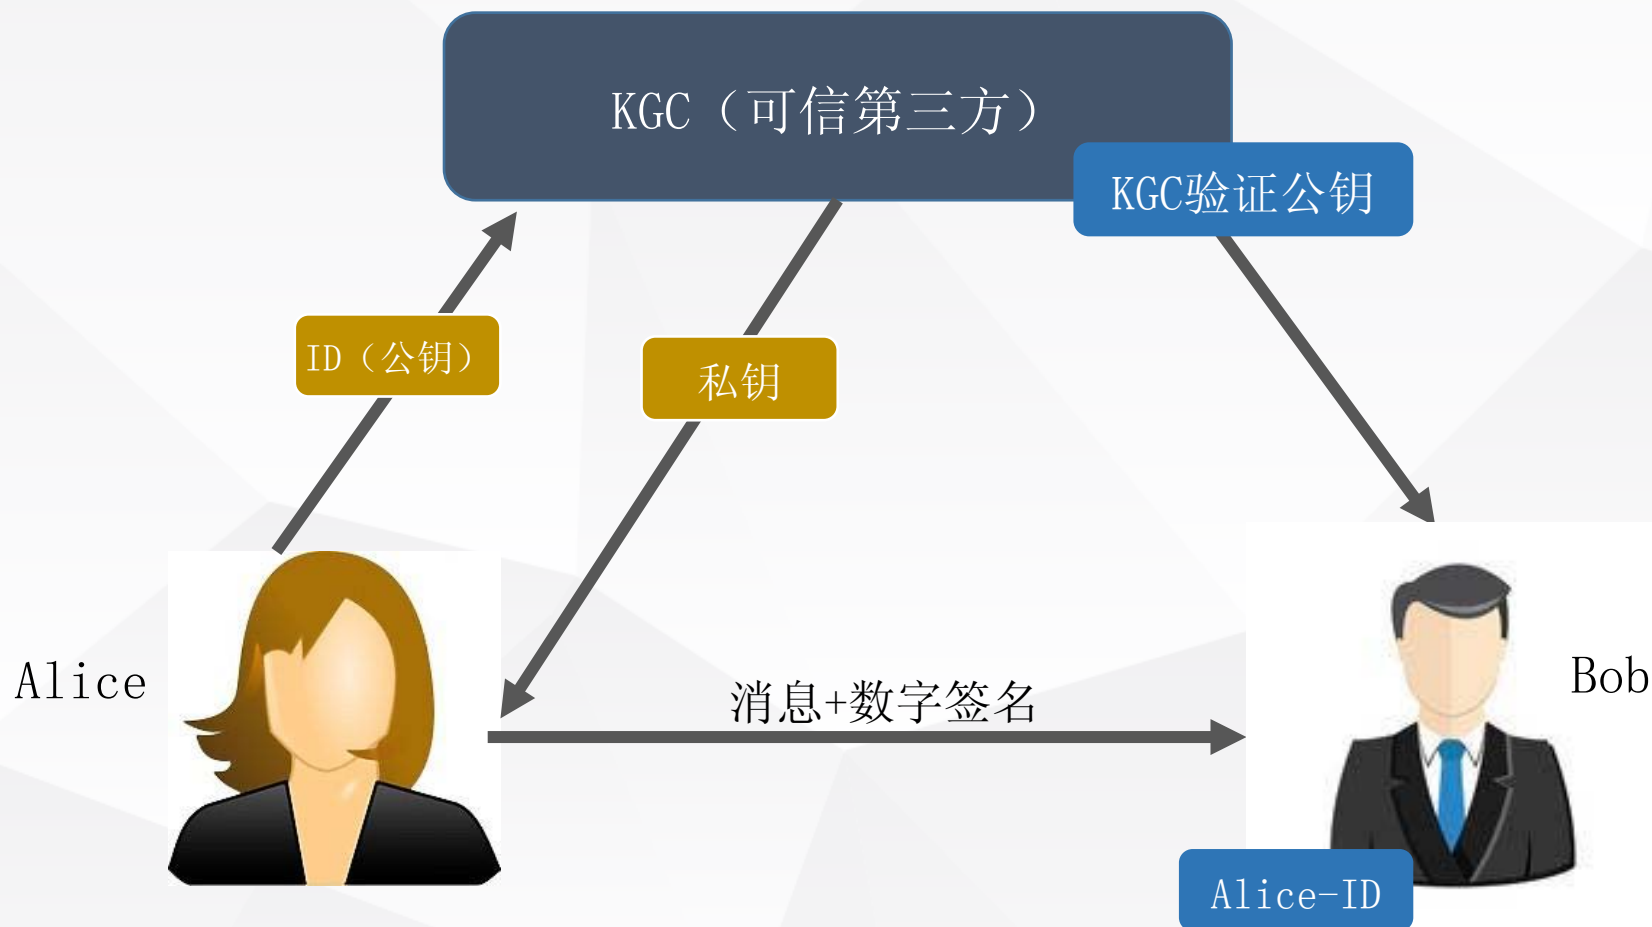 KGC（可信第三方）
KGC验证公钥
ID（公钥）
私钥
Alice
消息+数字签名
Bob
Alice-ID